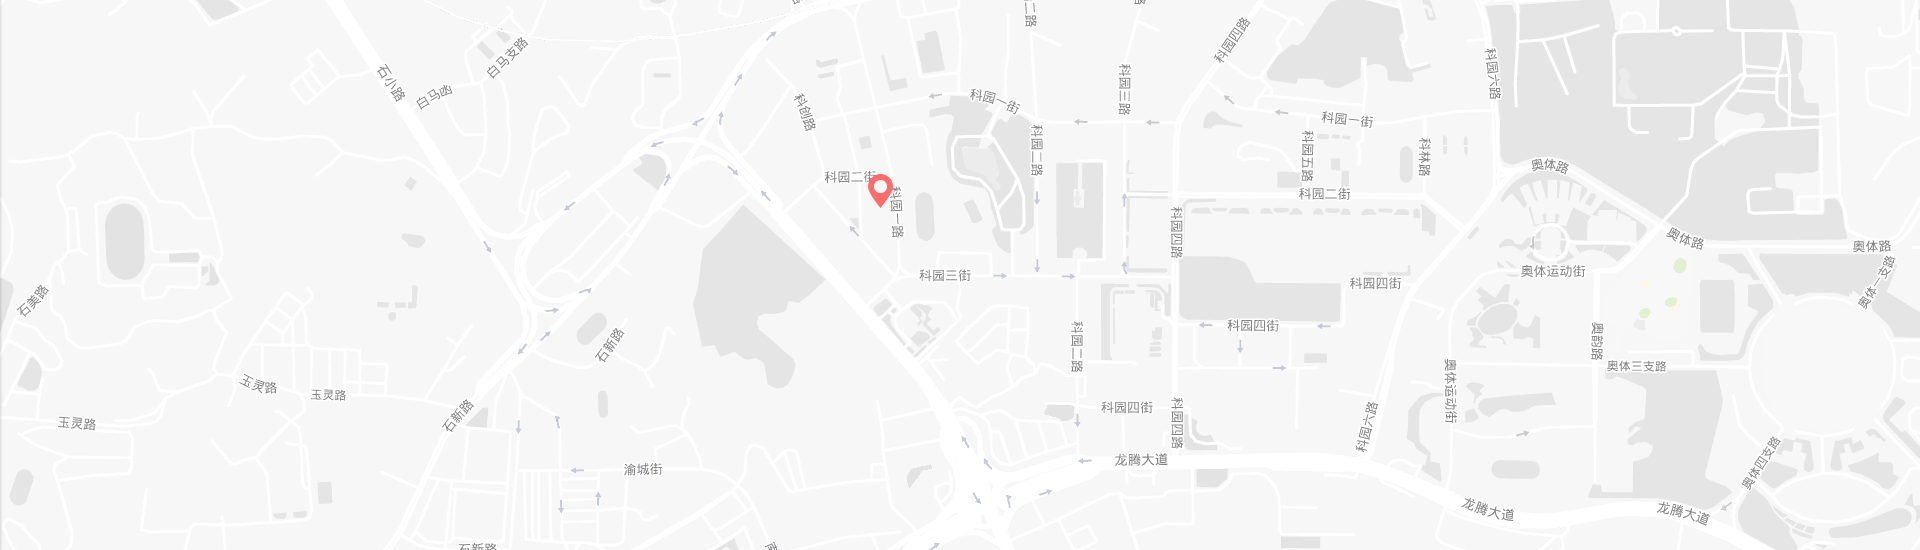 二路
科园四路
白马支路
石小路
白马凼
科创路
科园一街
科园三路
科园六路
科园一街
科园二路
科园五路
科林路
奥体路
科园二街
科园一路
科园二街
科园四路
奥体路
奥体路
科园三街
奥体运动街
科园四街
奥体一支路
石美路
科园四街
石新路
科园二路
奥韵路
奥体三支路
玉灵路
玉灵路
奥体运动街
玉灵路
石新路
科园四街
科园四路
科园六路
渝城街
龙腾大道
奥体四支路
龙腾大道
龙腾大道
石新路